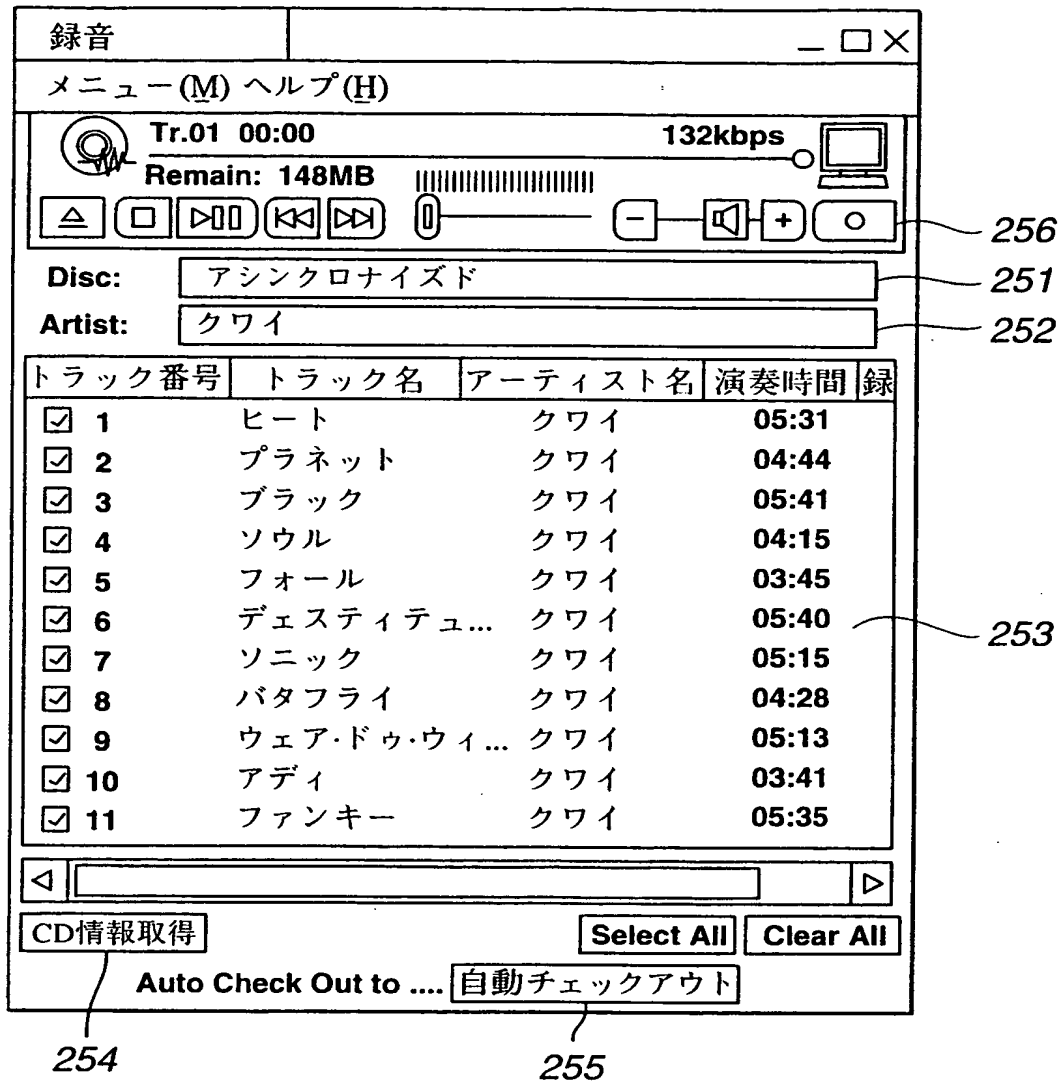 録音
メニュー(M) ヘルプ(H)
Tr.01 00:00 132kbps
Remain: 148MB
256
Disc: アシンクロナイズド 251
Artist: クワイ 252
トラック番号 トラック名 アーティスト名 演奏時間 録
1 ヒート クワイ 05:31
2 プラネット クワイ 04:44
3 ブラック クワイ 05:41
4 ソウル クワイ 04:15
5 フォール クワイ 03:45
6 デェスティテュ... クワイ 05:40 253
7 ソニック クワイ 05:15
8 バタフライ クワイ 04:28
9 ウェア·ドゥ·ウィ... クワイ 05:13
10 アディ クワイ 03:41
11 ファンキー クワイ 05:35
CD情報取得 Select All Clear All
Auto Check Out to .... 自動チェックアウト
254 255